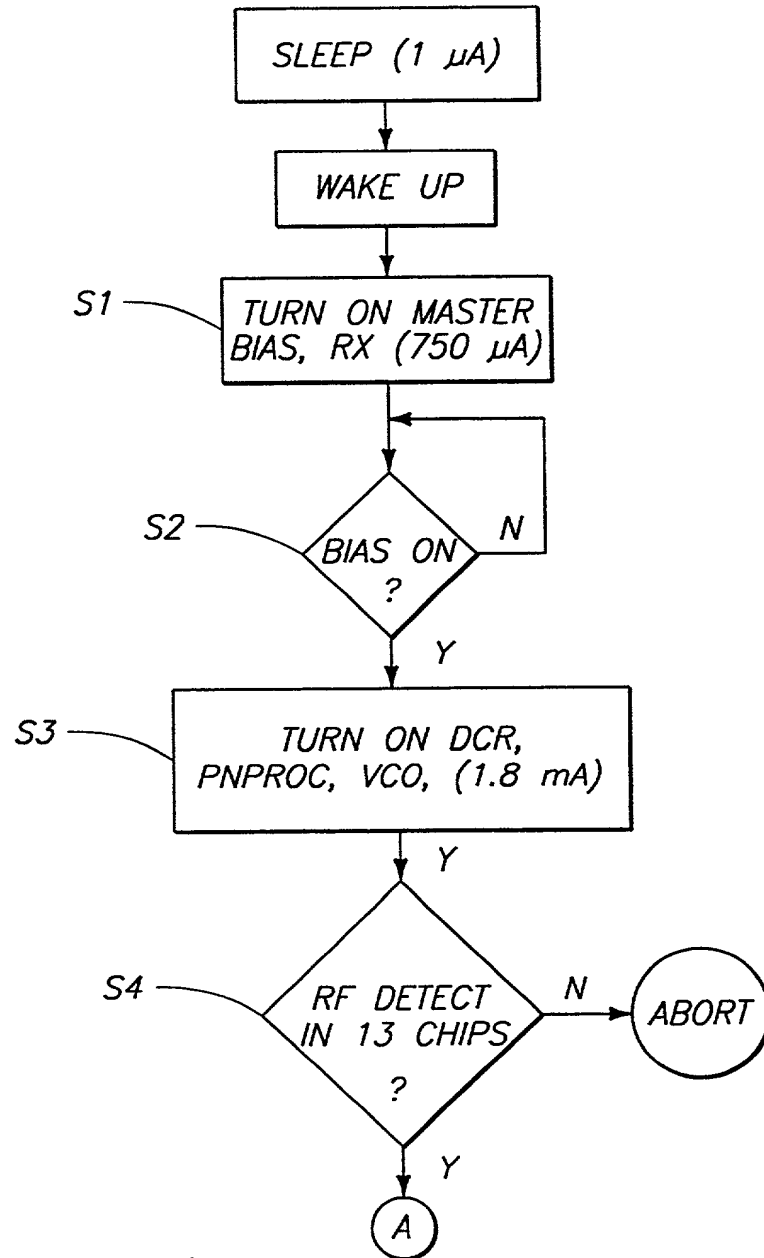 SLEEP (1 µA)
WAKE UP
S1
TURN ON MASTER
BIAS, RX (750 µA)
S2
BIAS ON
?
N
Y
S3
TURN ON DCR,
PNPROC, VCO, (1.8 mA)
Y
S4
RF DETECT
IN 13 CHIPS
?
N
ABORT
Y
A